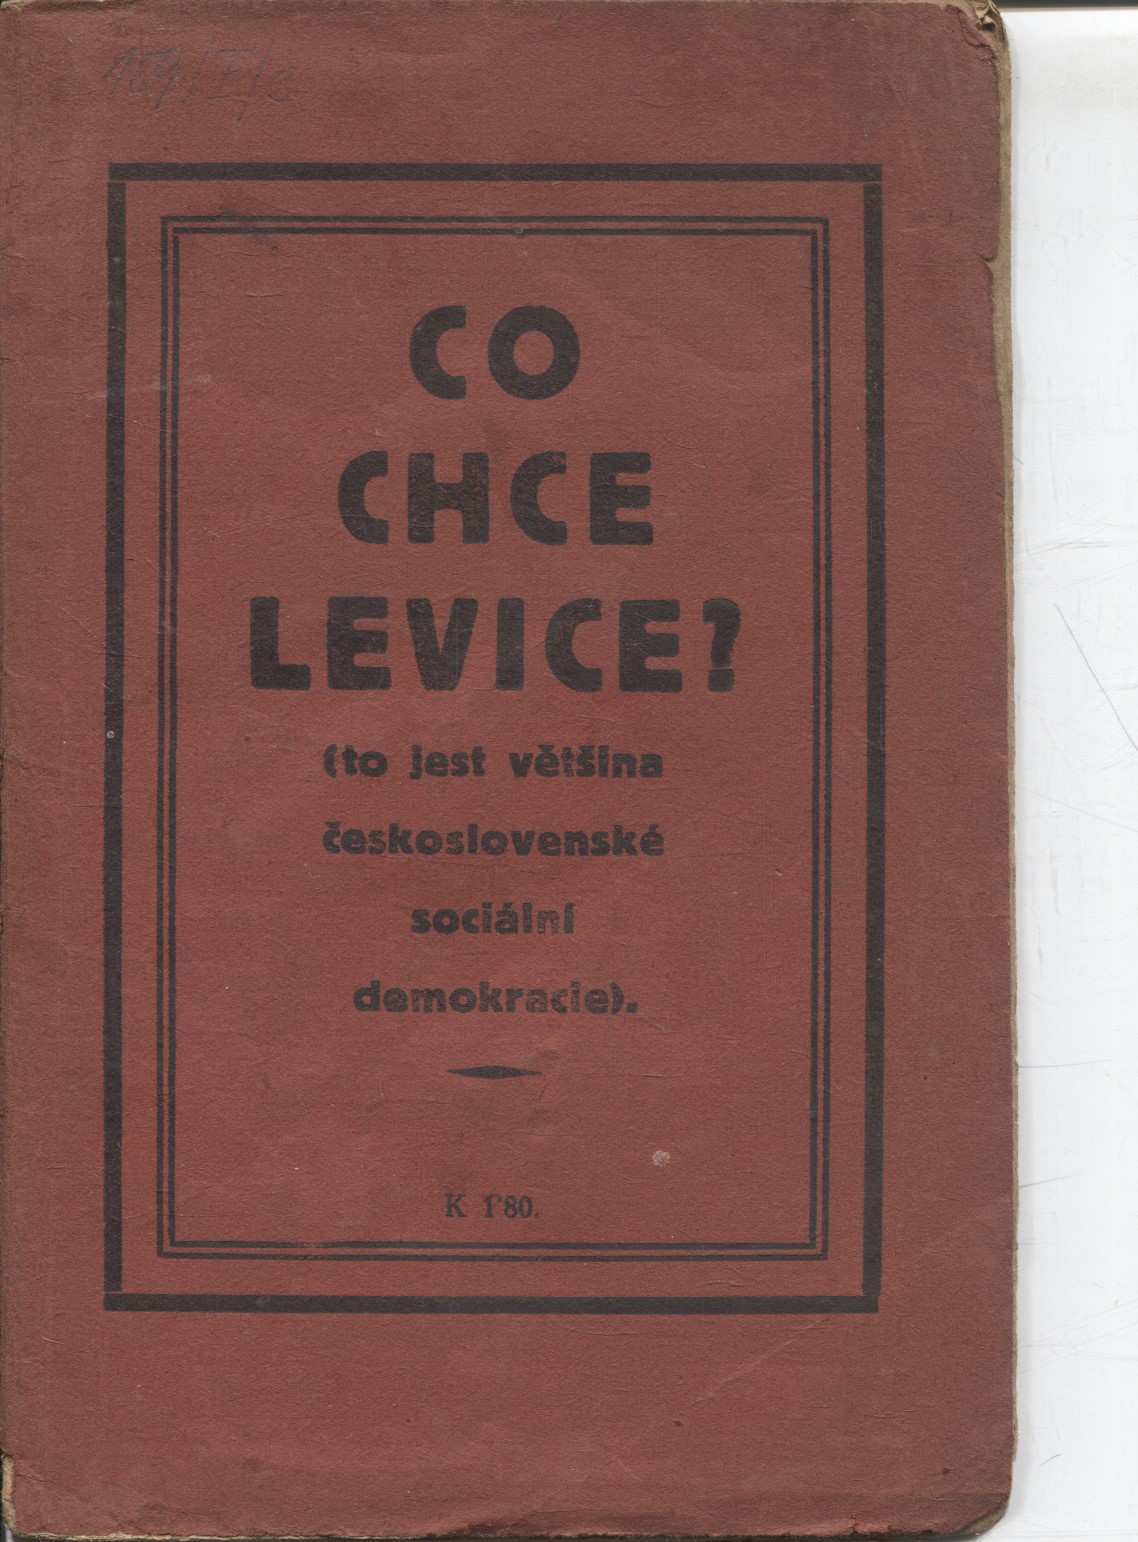 CO
CHCE
LEVICE?
(to jest většina
československé
sociální
demokracie).
K 1'80.